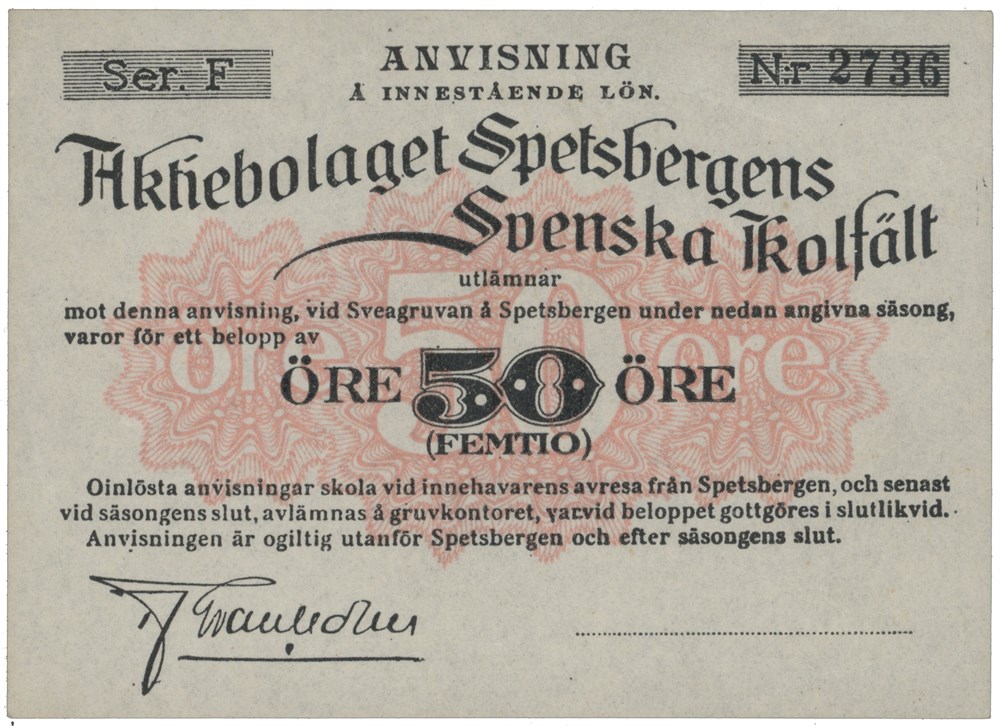 Ser. F
ANVISNING
Nr 2736
Å INNESTÅENDE LÖN.
Aktiebolaget Spetsbergens
Svenska Kolfält
utlämnar
mot denna anvisning, vid Sveagruvan å Spetsbergen under nedan angivna säsong,
varor för ett belopp av
öre 50 öre
ÖRE 50 ÖRE
(FEMTIO)
Oinlösta anvisningar skola vid innehavarens avresa från Spetsbergen, och senast
vid säsongens slut, avlämnas å gruvkontoret, varvid beloppet gottgöres i slutlikvid.
Anvisningen är ogiltig utanför Spetsbergen och efter säsongens slut.